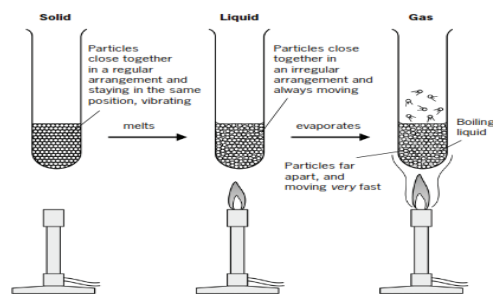 Solid
Particles
close together
in a regular
arrangement and
staying in the same
position, vibrating
melts
Liquid
Particles close
together in
an irregular
arrangement and
always moving
evaporates
Gas
Boiling
liquid
Particles far
apart, and
moving very fast